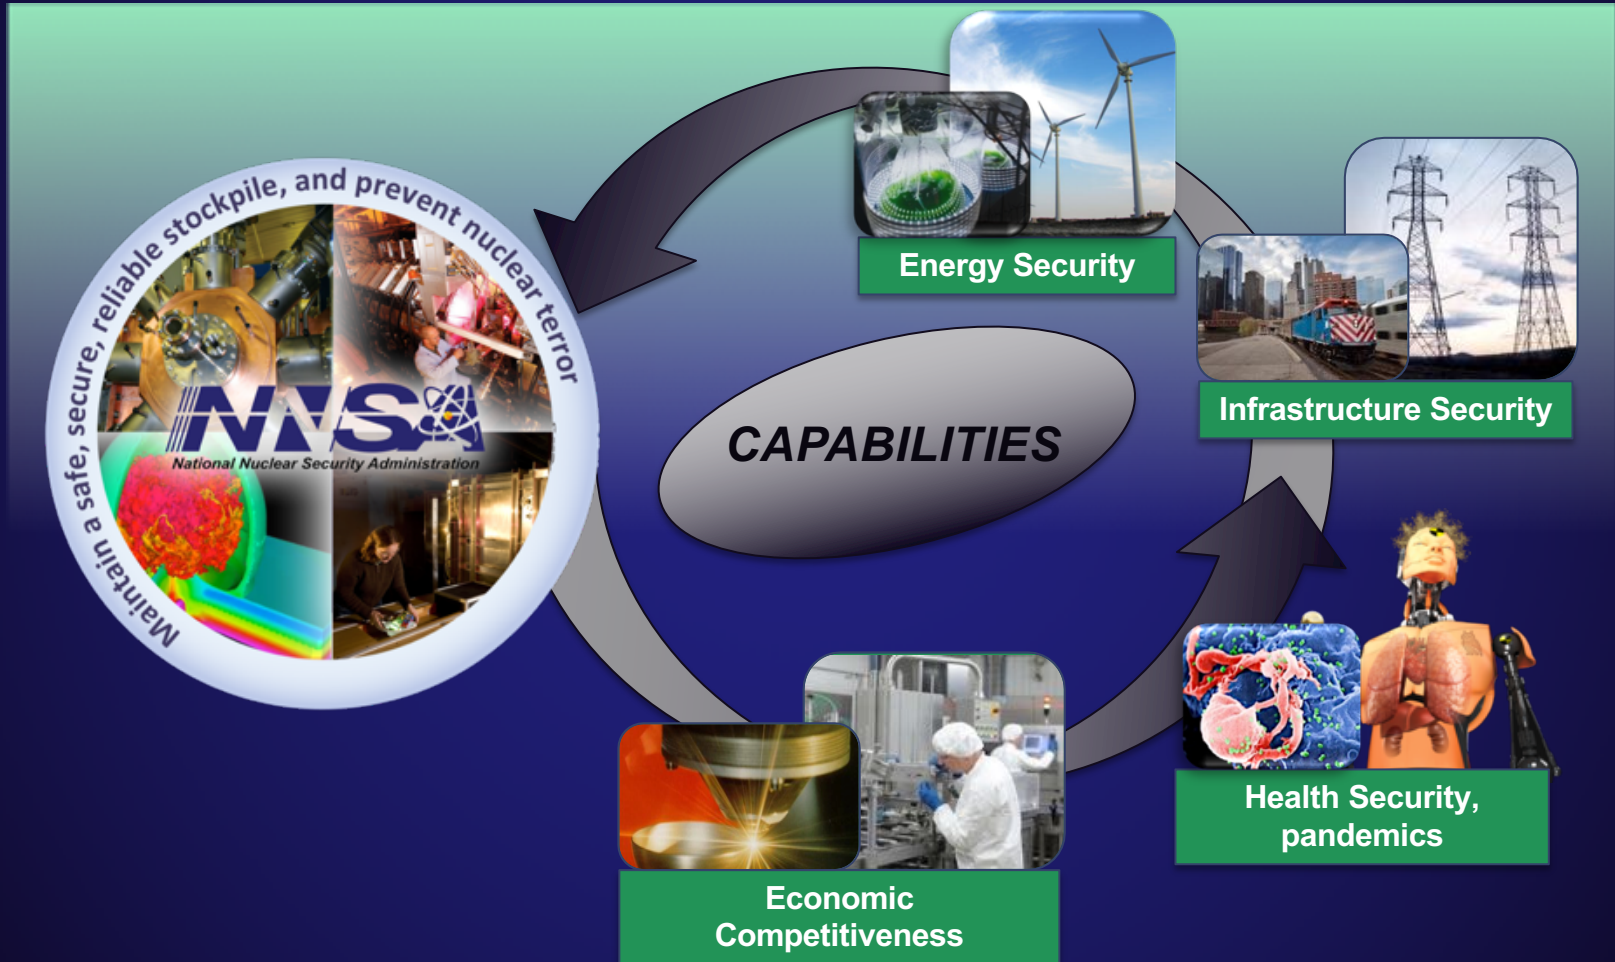 Maintain a safe, secure, reliable stockpile, and prevent nuclear terror
NNSA
National Nuclear Security Administration
Energy Security
Infrastructure Security
CAPABILITIES
Health Security,
pandemics
Economic
Competitiveness